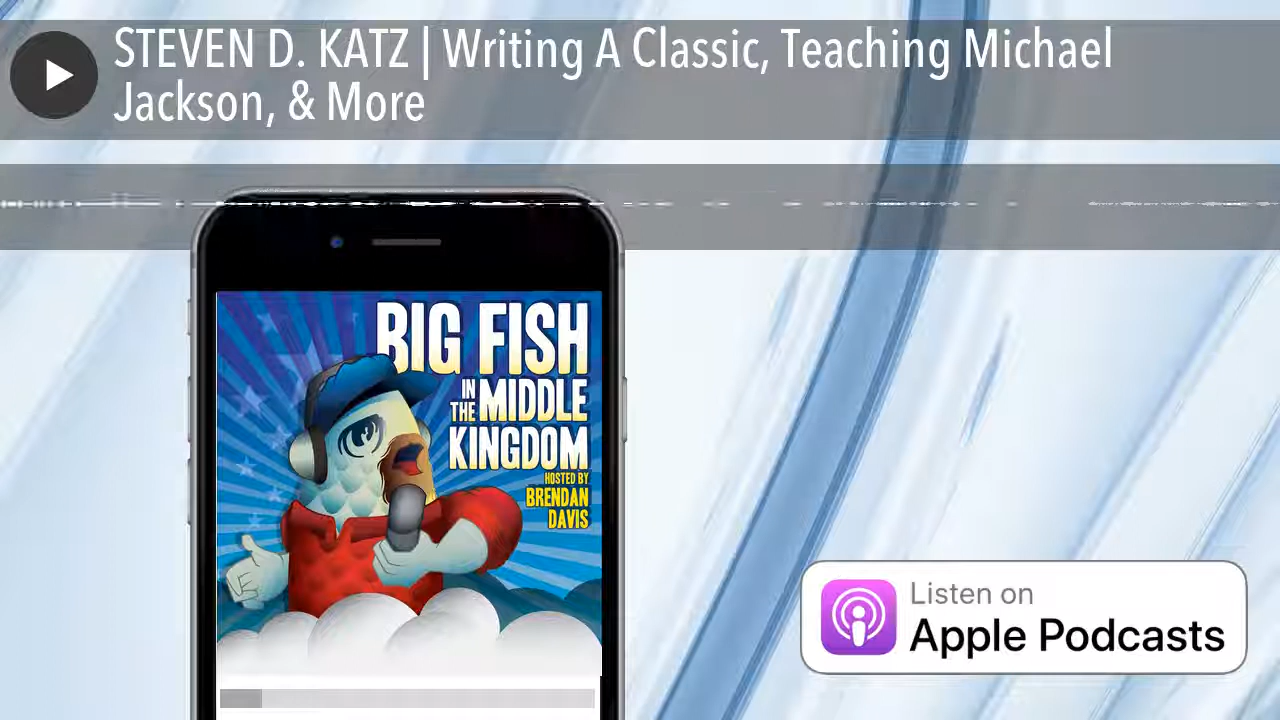 STEVEN D. KATZ | Writing A Classic, Teaching Michael
Jackson, & More
BIG FISH
IN THE MIDDLE
KINGDOM
HOSTED BY
BRENDAN
DAVIS
Listen on
Apple Podcasts